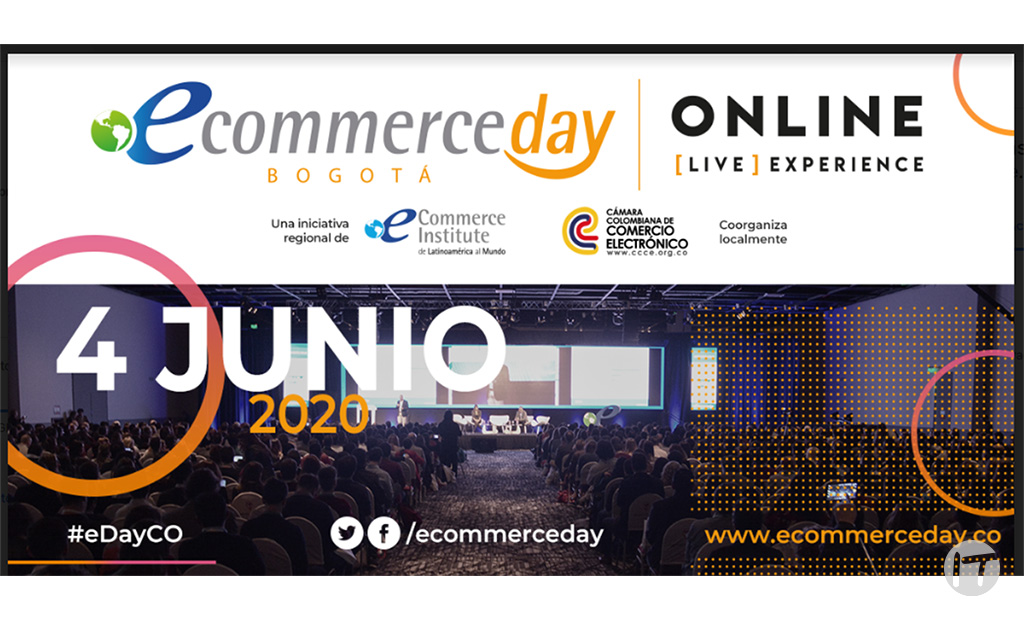 ecommerceday
BOGOTÁ
ONLINE
[LIVE] EXPERIENCE
Una iniciativa
regional de
eCommerce
Institute
de Latinoamérica al Mundo
CÁMARA
COLOMBIANA DE
COMERCIO
ELECTRÓNICO
www.ccce.org.co
Coorganiza
localmente
4 JUNIO
2020
#eDayCO
/ecommerceday
www.ecommerceday.co
IT